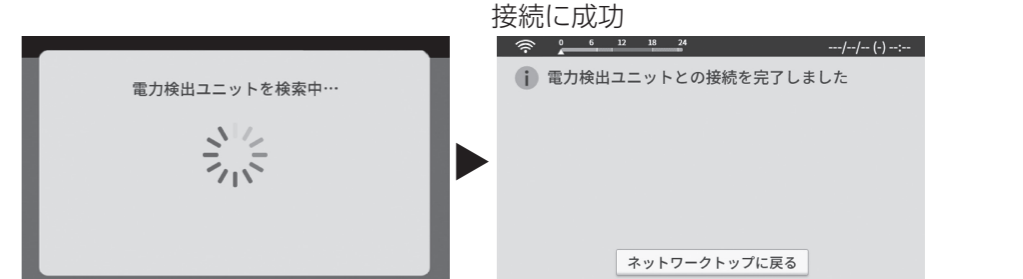 接続に成功
電力検出ユニットを検索中…
0 6 12 18 24
---/--/-- (-) --:--
i 電力検出ユニットとの接続を完了しました
ネットワークトップに戻る